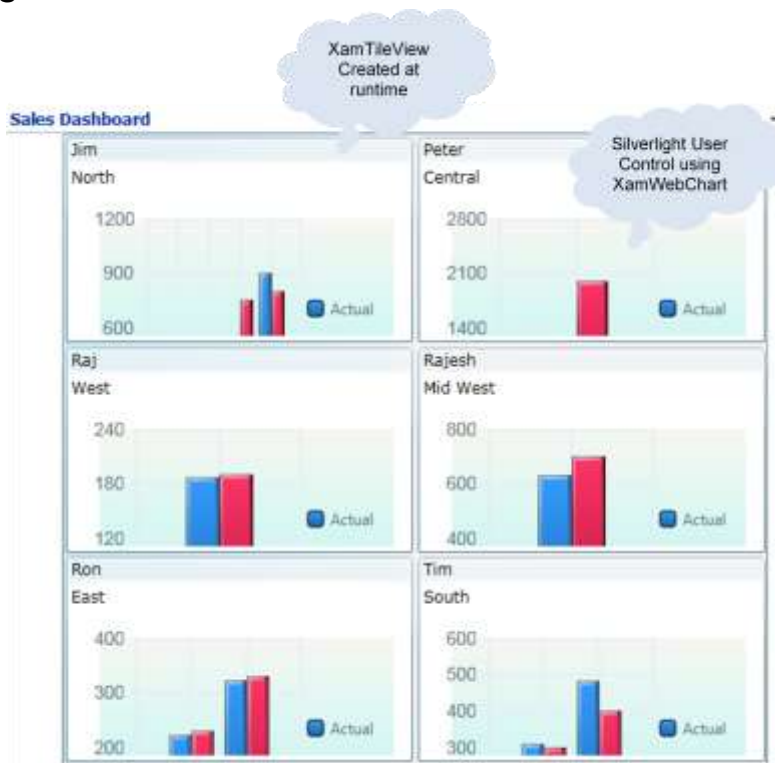 XamTileView
Created at
runtime
Sales Dashboard
Silverlight User
Control using
XamWebChart
Jim
North
1200
900
600
Actual
Peter
Central
2800
2100
1400
Actual
Raj
West
240
180
120
Actual
Rajesh
Mid West
800
600
400
Actual
Ron
East
400
300
200
Actual
Tim
South
600
500
400
300
Actual